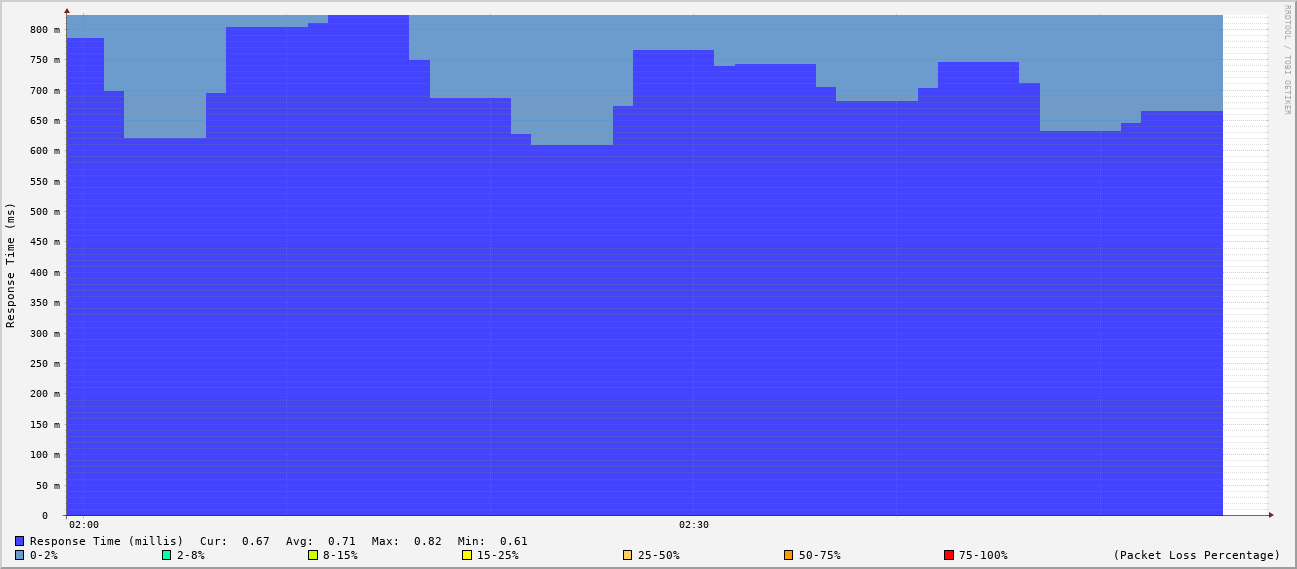 RRDTOOL / TOBI OETIKER
Response Time (ms)
800 m
750 m
700 m
650 m
600 m
550 m
500 m
450 m
400 m
350 m
300 m
250 m
200 m
150 m
100 m
50 m
0
02:00 02:30
Response Time (millis) Cur: 0.67 Avg: 0.71 Max: 0.82 Min: 0.61
0-2% 2-8% 8-15% 15-25% 25-50% 50-75% 75-100% (Packet Loss Percentage)